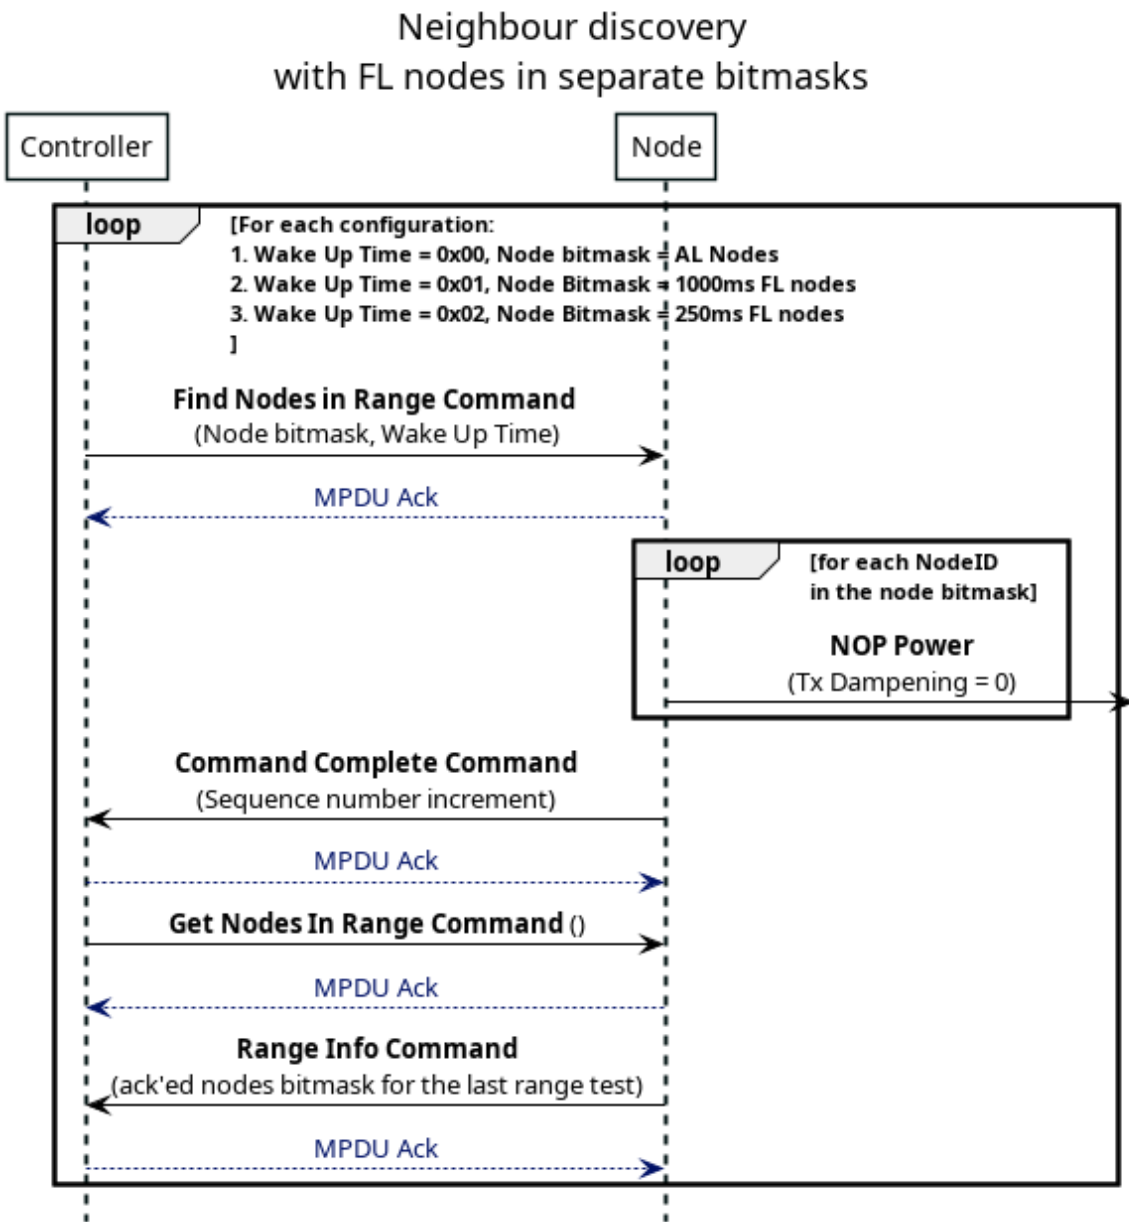 Neighbour discovery
with FL nodes in separate bitmasks
Controller
Node
loop
[For each configuration:
1. Wake Up Time = 0x00, Node bitmask = AL Nodes
2. Wake Up Time = 0x01, Node Bitmask = 1000ms FL nodes
3. Wake Up Time = 0x02, Node Bitmask = 250ms FL nodes
]
Find Nodes in Range Command
(Node bitmask, Wake Up Time)
MPDU Ack
loop
[for each NodeID
in the node bitmask]
NOP Power
(Tx Dampening = 0)
Command Complete Command
(Sequence number increment)
MPDU Ack
Get Nodes In Range Command ()
MPDU Ack
Range Info Command
(ack'ed nodes bitmask for the last range test)
MPDU Ack